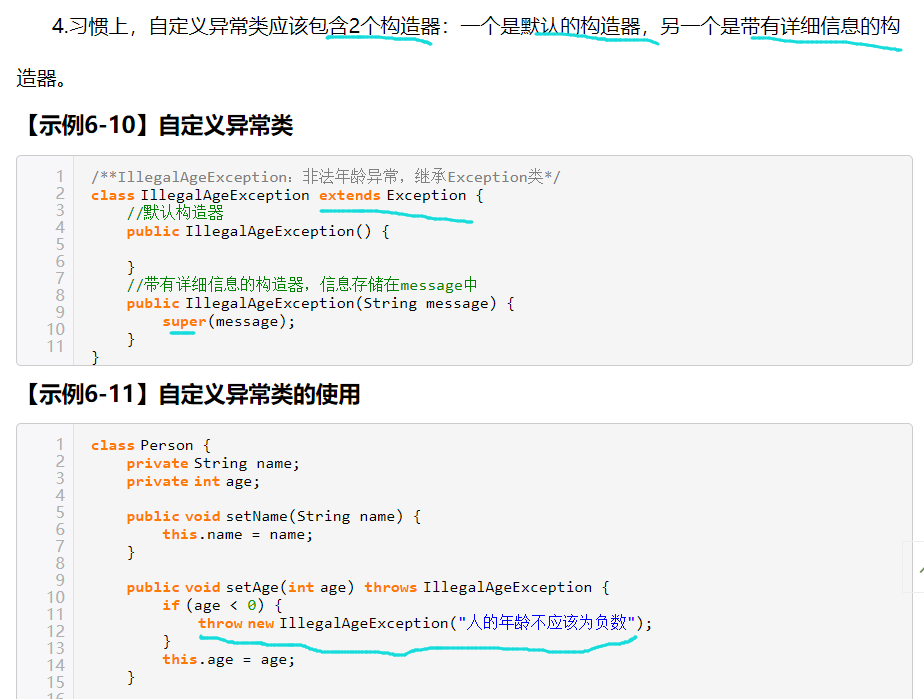 4.习惯上，自定义异常类应该包含2个构造器：一个是默认的构造器，另一个是带有详细信息的构
造器。
【示例6-10】自定义异常类
1 /**IllegalAgeException：非法年龄异常，继承Exception类*/
2 class IllegalAgeException extends Exception {
3 //默认构造器
4 public IllegalAgeException() {
5
6 }
7 //带有详细信息的构造器，信息存储在message中
8 public IllegalAgeException(String message) {
9 super(message);
10 }
11 }
【示例6-11】自定义异常类的使用
1 class Person {
2 private String name;
3 private int age;
4
5 public void setName(String name) {
6 this.name = name;
7 }
8
9 public void setAge(int age) throws IllegalAgeException {
10 if (age < 0) {
11 throw new IllegalAgeException("人的年龄不应该为负数");
12 }
13 this.age = age;
14 }
15
16